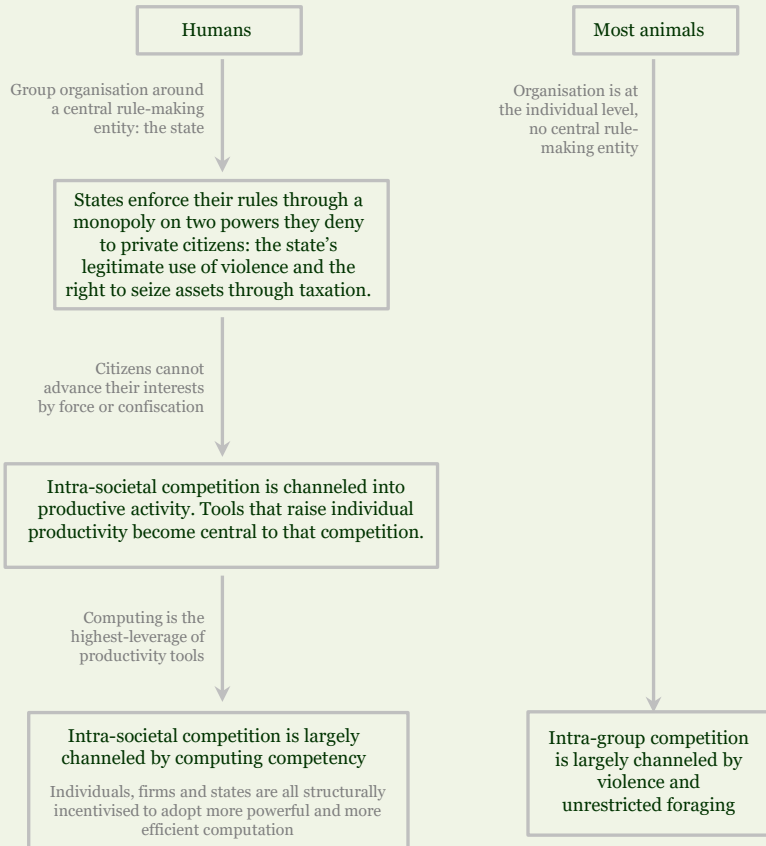 Humans
Group organisation around
a central rule-making
entity: the state
States enforce their rules through a
monopoly on two powers they deny
to private citizens: the state’s
legitimate use of violence and the
right to seize assets through taxation.
Citizens cannot
advance their interests
by force or confiscation
Intra-societal competition is channeled into
productive activity. Tools that raise individual
productivity become central to that competition.
Computing is the
highest-leverage of
productivity tools
Intra-societal competition is largely
channeled by computing competency
Individuals, firms and states are all structurally
incentivised to adopt more powerful and more
efficient computation
Most animals
Organisation is at
the individual level,
no central rule-
making entity
Intra-group competition
is largely channeled by
violence and
unrestricted foraging